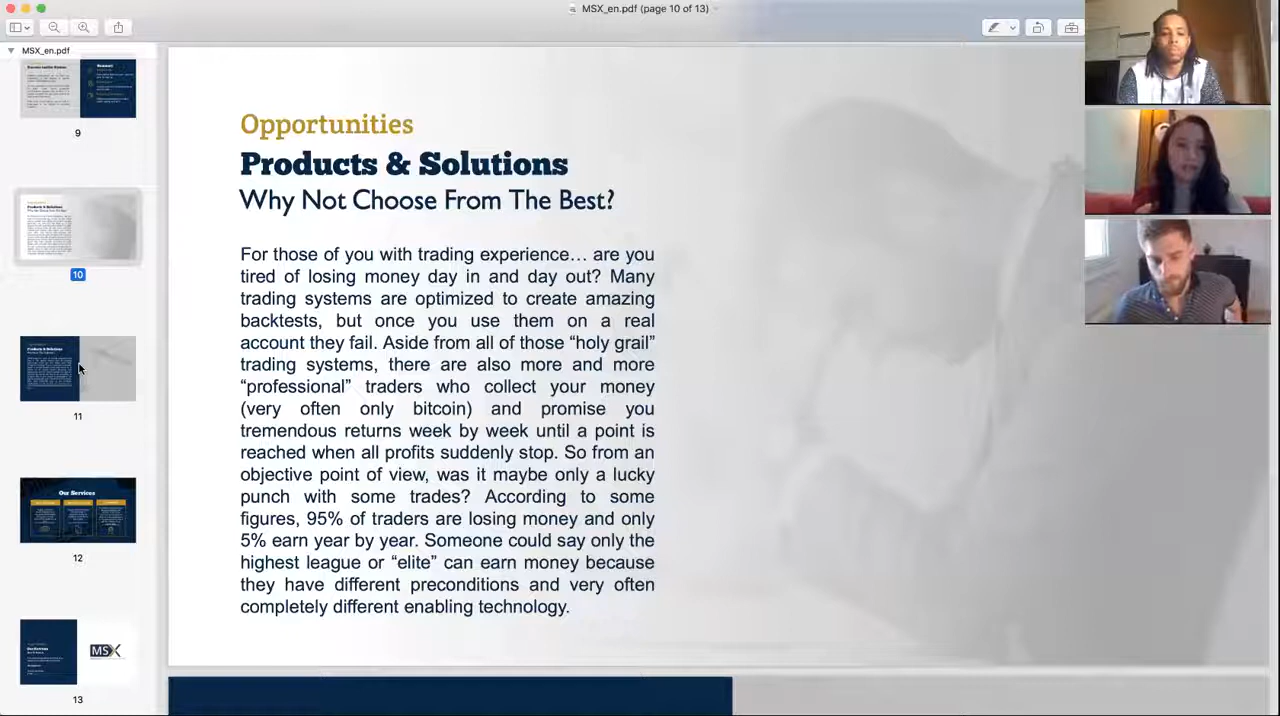 MSX_en.pdf (page 10 of 13)
MSX_en.pdf
9
10
11
Our Services
12
MSX
13
Opportunities
Products & Solutions
Why Not Choose From The Best?
For those of you with trading experience… are you
tired of losing money day in and day out? Many
trading systems are optimized to create amazing
backtests, but once you use them on a real
account they fail. Aside from all of those “holy grail”
trading systems, there are also more and more
“professional” traders who collect your money
(very often only bitcoin) and promise you
tremendous returns week by week until a point is
reached when all profits suddenly stop. So from an
objective point of view, was it maybe only a lucky
punch with some trades? According to some
figures, 95% of traders are losing money and only
5% earn year by year. Someone could say only the
highest league or “elite” can earn money because
they have different preconditions and very often
completely different enabling technology.